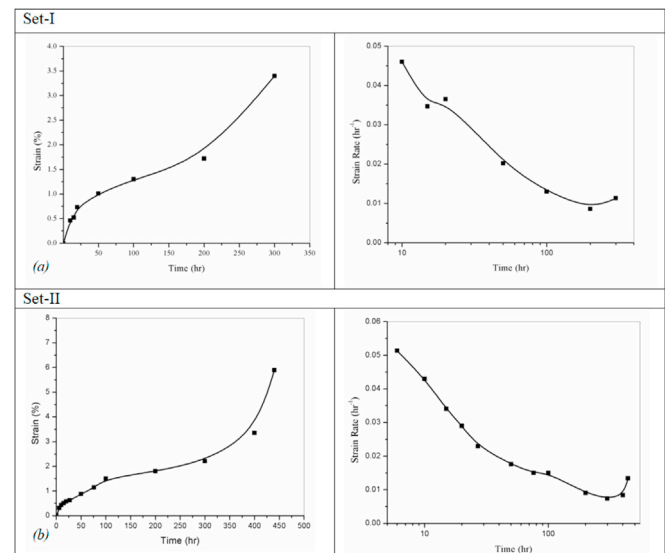 Set-I
4.0
3.5
3.0
2.5
2.0
1.5
1.0
0.5
0.0
Strain (%)
50 100 150 200 250 300 350
Time (hr)
(a)
0.05
0.04
0.03
0.02
0.01
0.00
Strain Rate (hr⁻¹)
10 100
Time (hr)
Set-II
8
7
6
5
4
3
2
1
0
Strain (%)
0 50 100 150 200 250 300 350 400 450 500
Time (hr)
(b)
0.06
0.05
0.04
0.03
0.02
0.01
0.00
Strain Rate (hr⁻¹)
10 100
Time (hr)